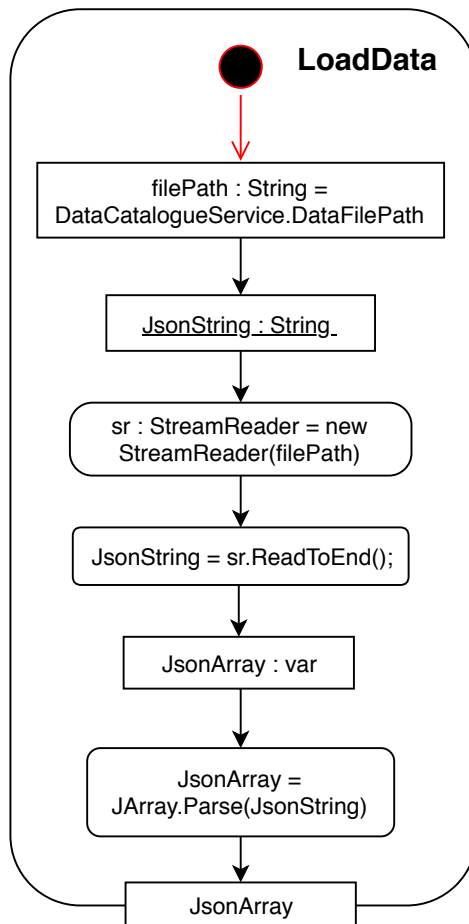 LoadData
filePath : String =
DataCatalogueService.DataFilePath
JsonString : String
sr : StreamReader = new
StreamReader(filePath)
JsonString = sr.ReadToEnd();
JsonArray : var
JsonArray =
JArray.Parse(JsonString)
JsonArray